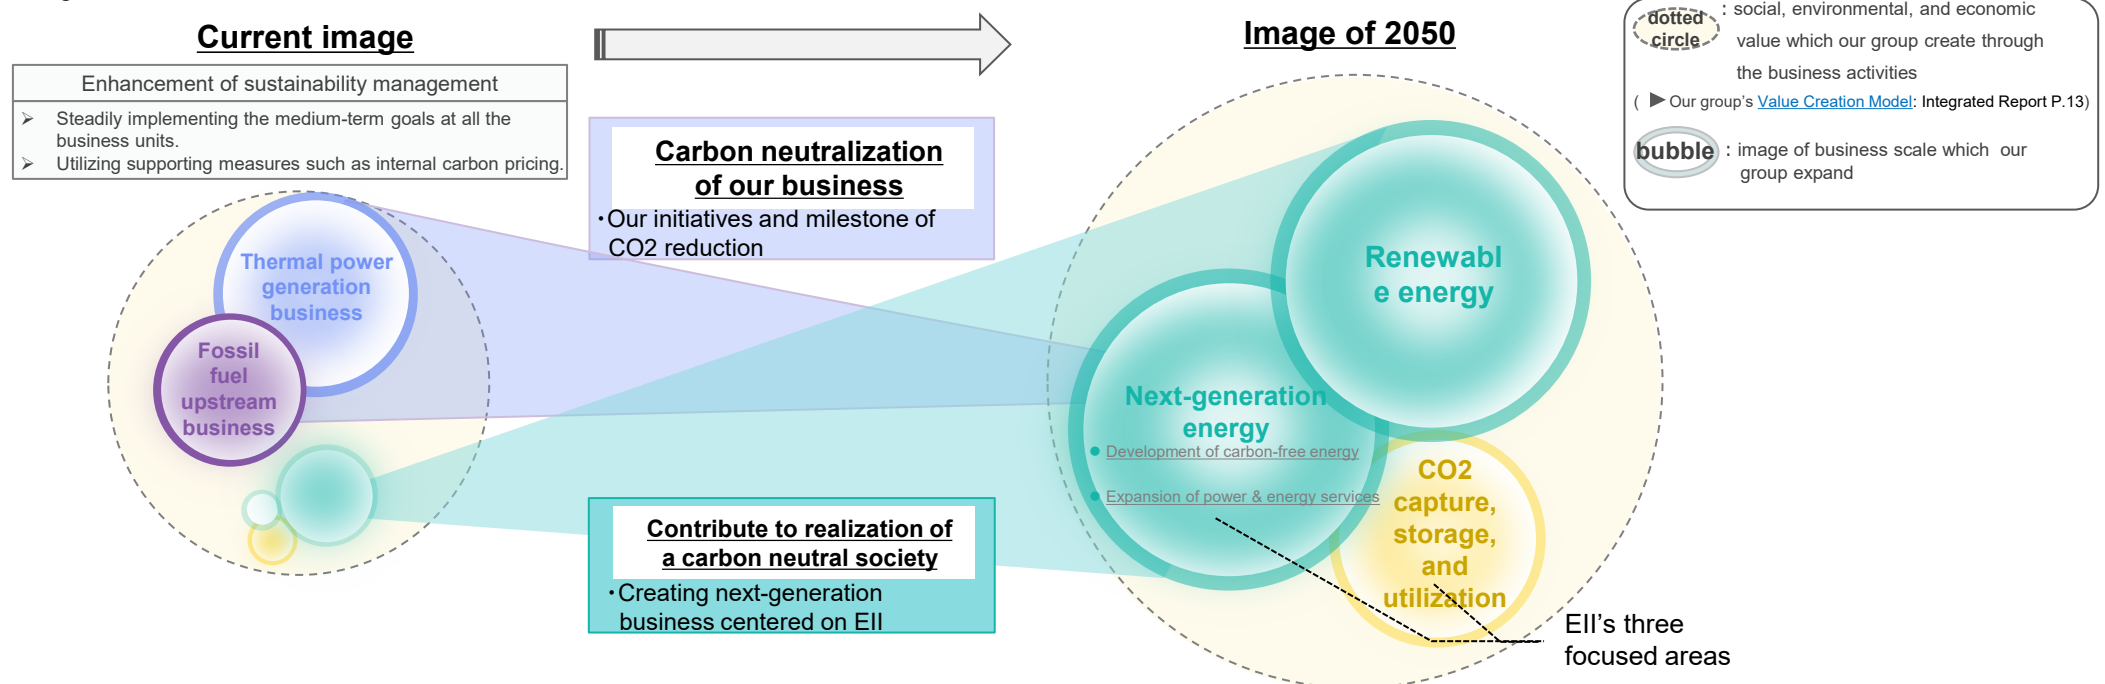 Current image
Enhancement of sustainability management
➢ Steadily implementing the medium-term goals at all the
business units.
➢ Utilizing supporting measures such as internal carbon pricing.
Thermal power
generation
business
Fossil
fuel
upstream
business
Carbon neutralization
of our business
・Our initiatives and milestone of
CO2 reduction
Contribute to realization of
a carbon neutral society
・Creating next-generation
business centered on EII
Image of 2050
Renewabl
e energy
Next-generation
energy
● Development of carbon-free energy
● Expansion of power & energy services
CO2
capture,
storage,
and
utilization
EII's three
focused areas
dotted
circle
: social, environmental, and economic
value which our group create through
the business activities
( ▶ Our group's Value Creation Model: Integrated Report P.13)
bubble
: image of business scale which our
group expand